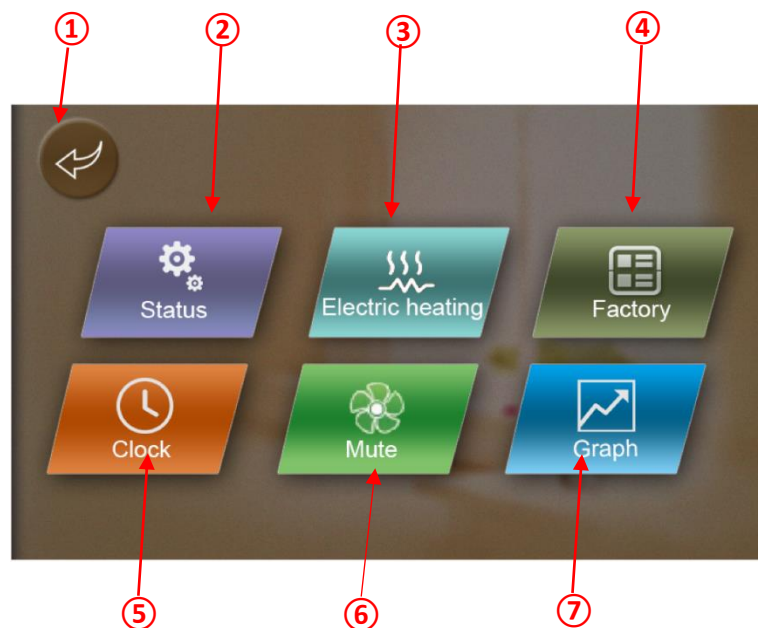 ① ② ③ ④
Status Electric heating Factory
Clock Mute Graph
⑤ ⑥ ⑦